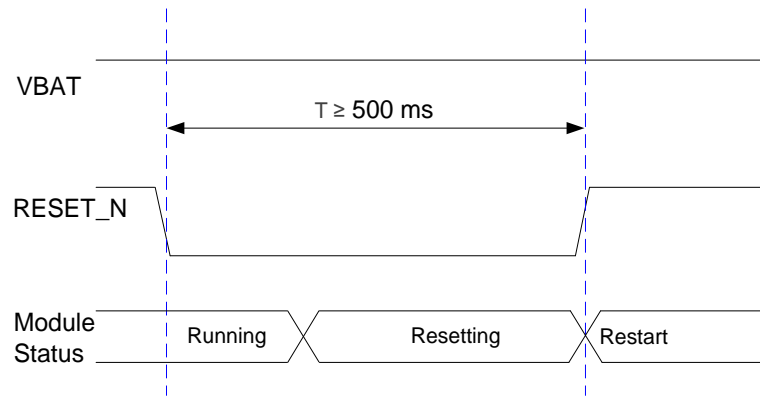 VBAT
T ≥ 500 ms
RESET_N
Module
Status
Running
Resetting
Restart